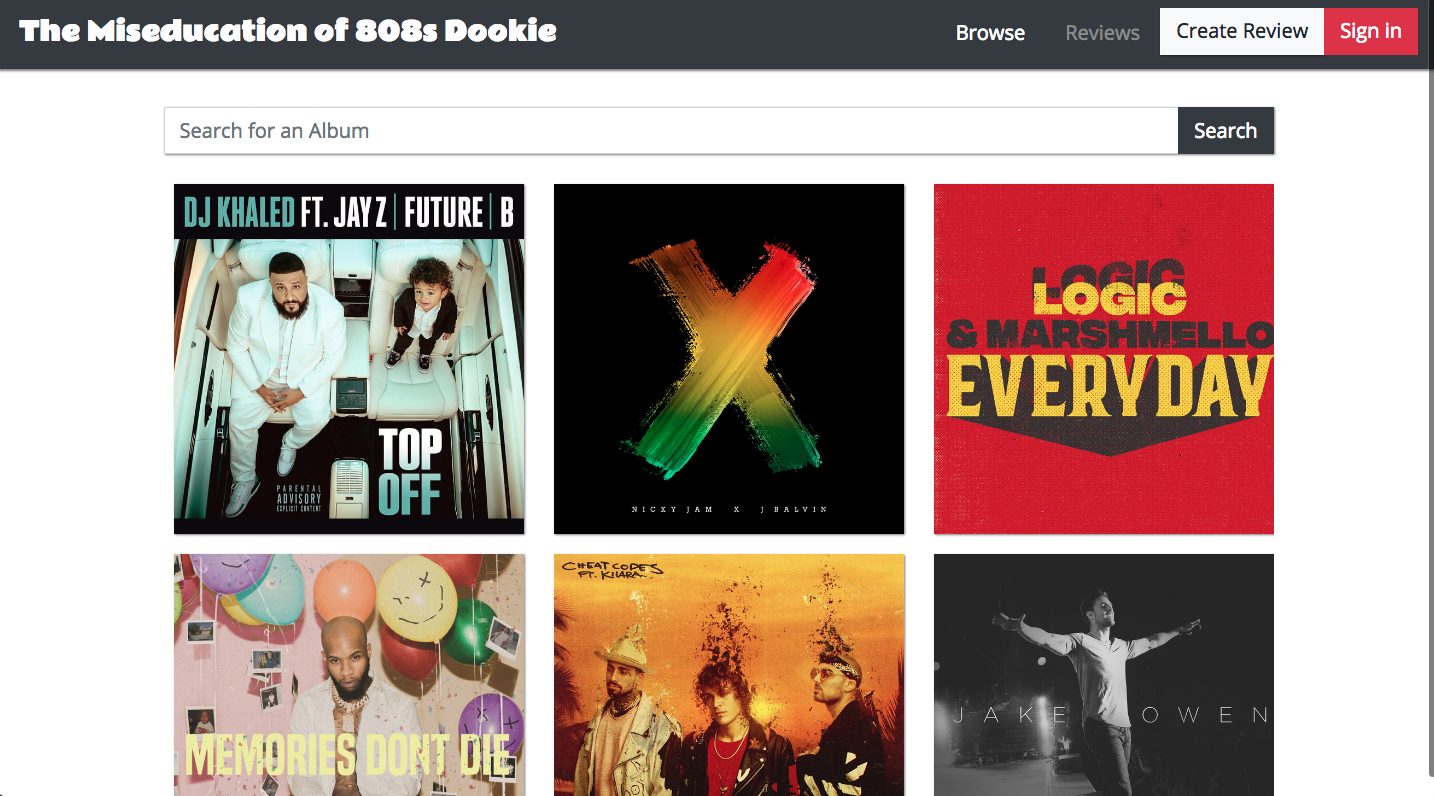 The Miseducation of 808s Dookie
Browse
Reviews
Create Review
Sign in
Search for an Album
Search
DJ KHALED FT. JAY Z | FUTURE | B
TOP
OFF
PARENTAL
ADVISORY
EXPLICIT CONTENT
NICKY JAM X J BALVIN
LOGIC
LOGIC
& MARSHMELLO
EVERYDAY
MEMORIES DONT DIE
CHEAT CODES
FT. KIIARA
JAKE OWEN